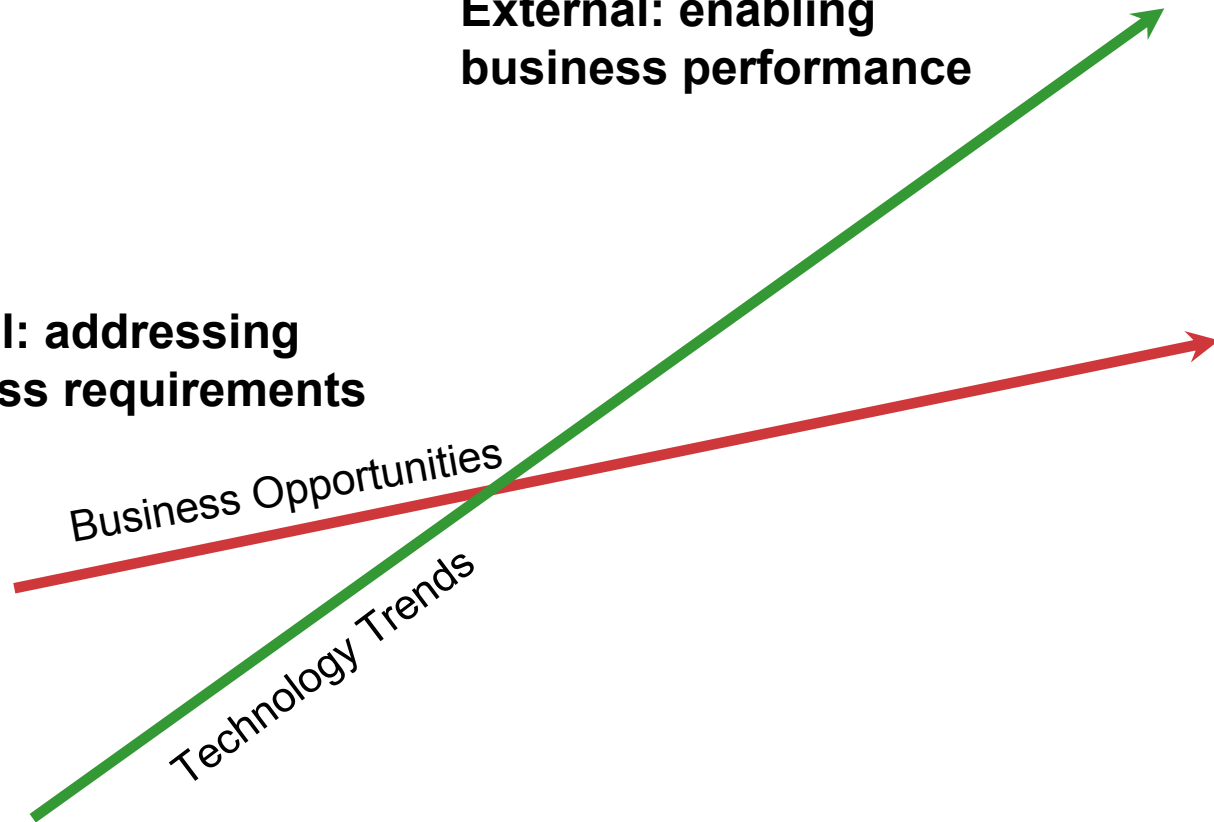 External: enabling
business performance
l: addressing
ss requirements
Business Opportunities
Technology Trends